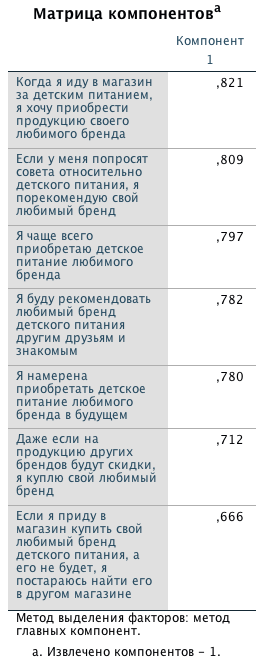 Матрица компонентовᵃ
Компонент
1
Когда я иду в магазин
за детским питанием,
я хочу приобрести
продукцию своего
любимого бренда
,821
Если у меня попросят
совета относительно
детского питания, я
порекомендую свой
любимый бренд
,809
Я чаще всего
приобретаю детское
питание любимого
бренда
,797
Я буду рекомендовать
любимый бренд
детского питания
другим друзьям и
знакомым
,782
Я намерена
приобретать детское
питание любимого
бренда в будущем
,780
Даже если на
продукцию других
брендов будут скидки,
я куплю свой любимый
бренд
,712
Если я приду в
магазин купить свой
любимый бренд
детского питания, а
его не будет, я
постараюсь найти его
в другом магазине
,666
Метод выделения факторов: метод
главных компонент.
a. Извлечено компонентов – 1.